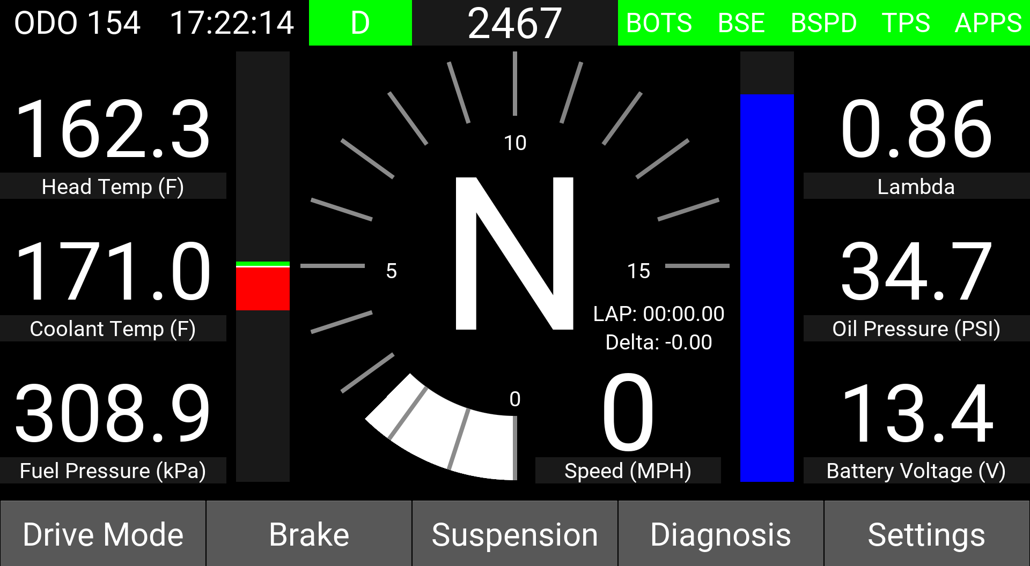 ODO 154 17:22:14 D 2467 BOTS BSE BSPD TPS APPS
162.3
Head Temp (F)
171.0
Coolant Temp (F)
308.9
Fuel Pressure (kPa)
10
5
15
0
N
LAP: 00:00.00
Delta: -0.00
0
Speed (MPH)
0.86
Lambda
34.7
Oil Pressure (PSI)
13.4
Battery Voltage (V)
Drive Mode Brake Suspension Diagnosis Settings